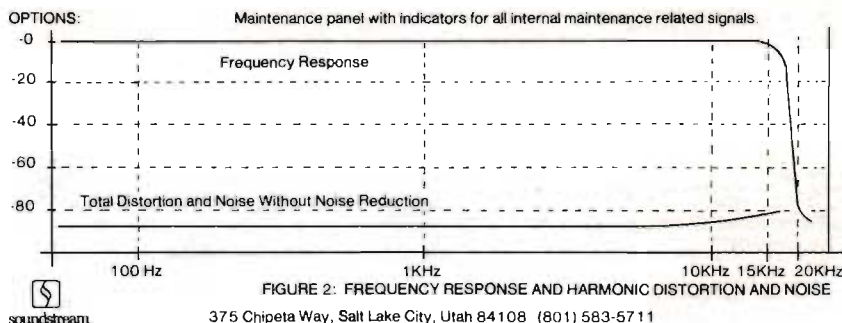 OPTIONS: Maintenance panel with indicators for all internal maintenance related signals.
-0
Frequency Response
-20
-40
-60
Total Distortion and Noise Without Noise Reduction
-80
100 Hz 1KHz 10KHz 15KHz 20KHz
FIGURE 2: FREQUENCY RESPONSE AND HARMONIC DISTORTION AND NOISE
soundstream 375 Chipeta Way, Salt Lake City, Utah 84108 (801) 583-5711